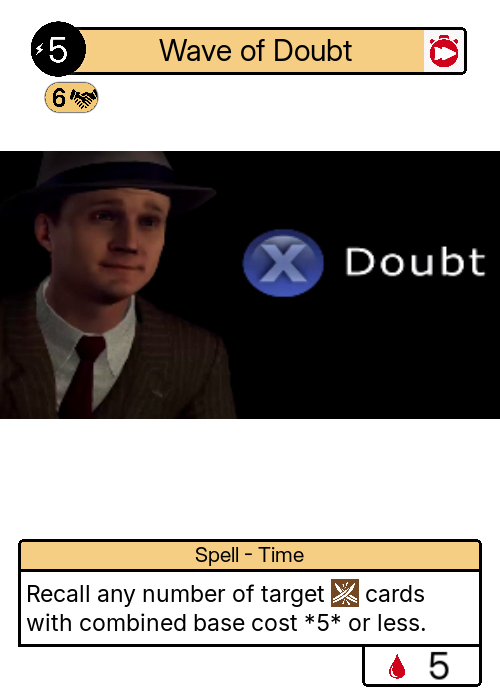 5
Wave of Doubt
6
X Doubt
Spell - Time
Recall any number of target cards
with combined base cost *5* or less.
5